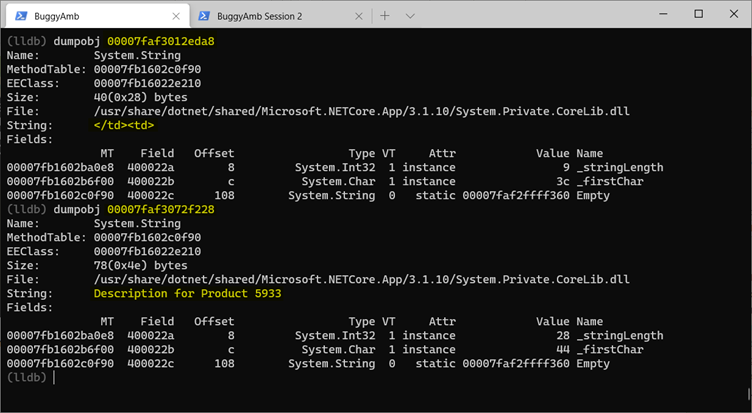 BuggyAmb
BuggyAmb Session 2
(lldb) dumpobj 00007faf3012eda8
Name:        System.String
MethodTable: 00007fb1602c0f90
EEClass:     00007fb16022e210
Size:        40(0x28) bytes
File:        /usr/share/dotnet/shared/Microsoft.NETCore.App/3.1.10/System.Private.CoreLib.dll
String:      </td><td>
Fields:
              MT    Field   Offset                 Type VT     Attr            Value Name
00007fb1602ba0e8  400022a        8         System.Int32  1 instance                9 _stringLength
00007fb1602b6f00  400022b        c          System.Char  1 instance               3c _firstChar
00007fb1602c0f90  400022c      108        System.String  0   static 00007faf2ffff360 Empty
(lldb) dumpobj 00007faf3072f228
Name:        System.String
MethodTable: 00007fb1602c0f90
EEClass:     00007fb16022e210
Size:        78(0x4e) bytes
File:        /usr/share/dotnet/shared/Microsoft.NETCore.App/3.1.10/System.Private.CoreLib.dll
String:      Description for Product 5933
Fields:
              MT    Field   Offset                 Type VT     Attr            Value Name
00007fb1602ba0e8  400022a        8         System.Int32  1 instance               28 _stringLength
00007fb1602b6f00  400022b        c          System.Char  1 instance               44 _firstChar
00007fb1602c0f90  400022c      108        System.String  0   static 00007faf2ffff360 Empty
(lldb)